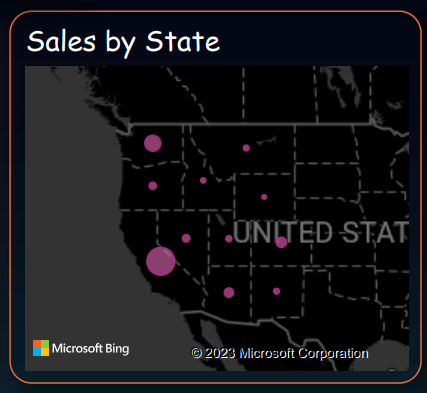 Sales by State
UNITED STAT
Microsoft Bing
© 2023 Microsoft Corporation